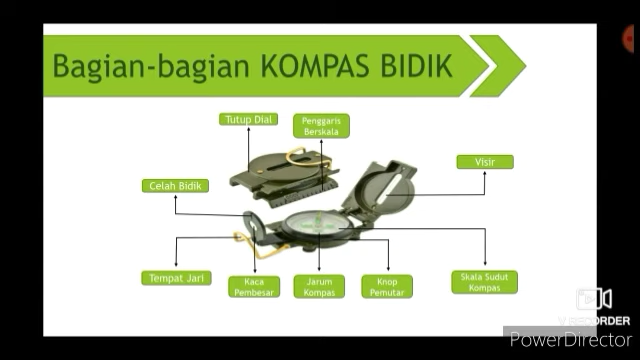 Bagian-bagian KOMPAS BIDIK
Tutup Dial
Penggaris
Berskala
Visir
Celah Bidik
Tempat Jari
Kaca
Pembesar
Jarum
Kompas
Knop
Pemutar
Skala Sudut
Kompas
V RECORDER
PowerDirector